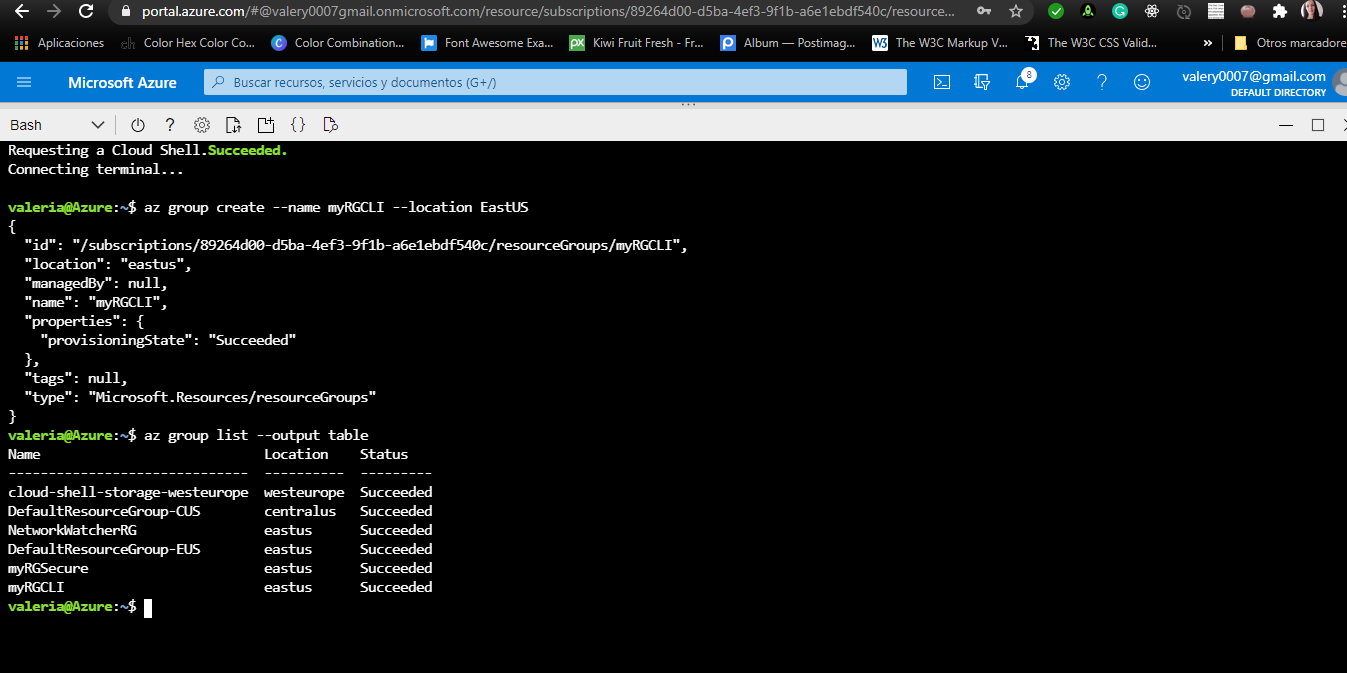 portal.azure.com/#@valery0007gmail.onmicrosoft.com/resource/subscriptions/89264d00-d5ba-4ef3-9f1b-a6e1ebdf540c/resource...
Aplicaciones ch Color Hex Color Co... C Color Combination... Font Awesome Exa... px Kiwi Fruit Fresh - Fr... P Album — Postimag... W3 The W3C Markup V... The W3C CSS Valid... » Otros marcadore
Microsoft Azure Buscar recursos, servicios y documentos (G+/) 8 valery0007@gmail.com
DEFAULT DIRECTORY
Bash
Requesting a Cloud Shell.Succeeded.
Connecting terminal...
valeria@Azure:~$ az group create --name myRGCLI --location EastUS
{
"id": "/subscriptions/89264d00-d5ba-4ef3-9f1b-a6e1ebdf540c/resourceGroups/myRGCLI",
"location": "eastus",
"managedBy": null,
"name": "myRGCLI",
"properties": {
"provisioningState": "Succeeded"
},
"tags": null,
"type": "Microsoft.Resources/resourceGroups"
}
valeria@Azure:~$ az group list --output table
Name Location Status
------------------------------ ---------- ---------
cloud-shell-storage-westeurope westeurope Succeeded
DefaultResourceGroup-CUS centralus Succeeded
NetworkWatcherRG eastus Succeeded
DefaultResourceGroup-EUS eastus Succeeded
myRGSecure eastus Succeeded
myRGCLI eastus Succeeded
valeria@Azure:~$